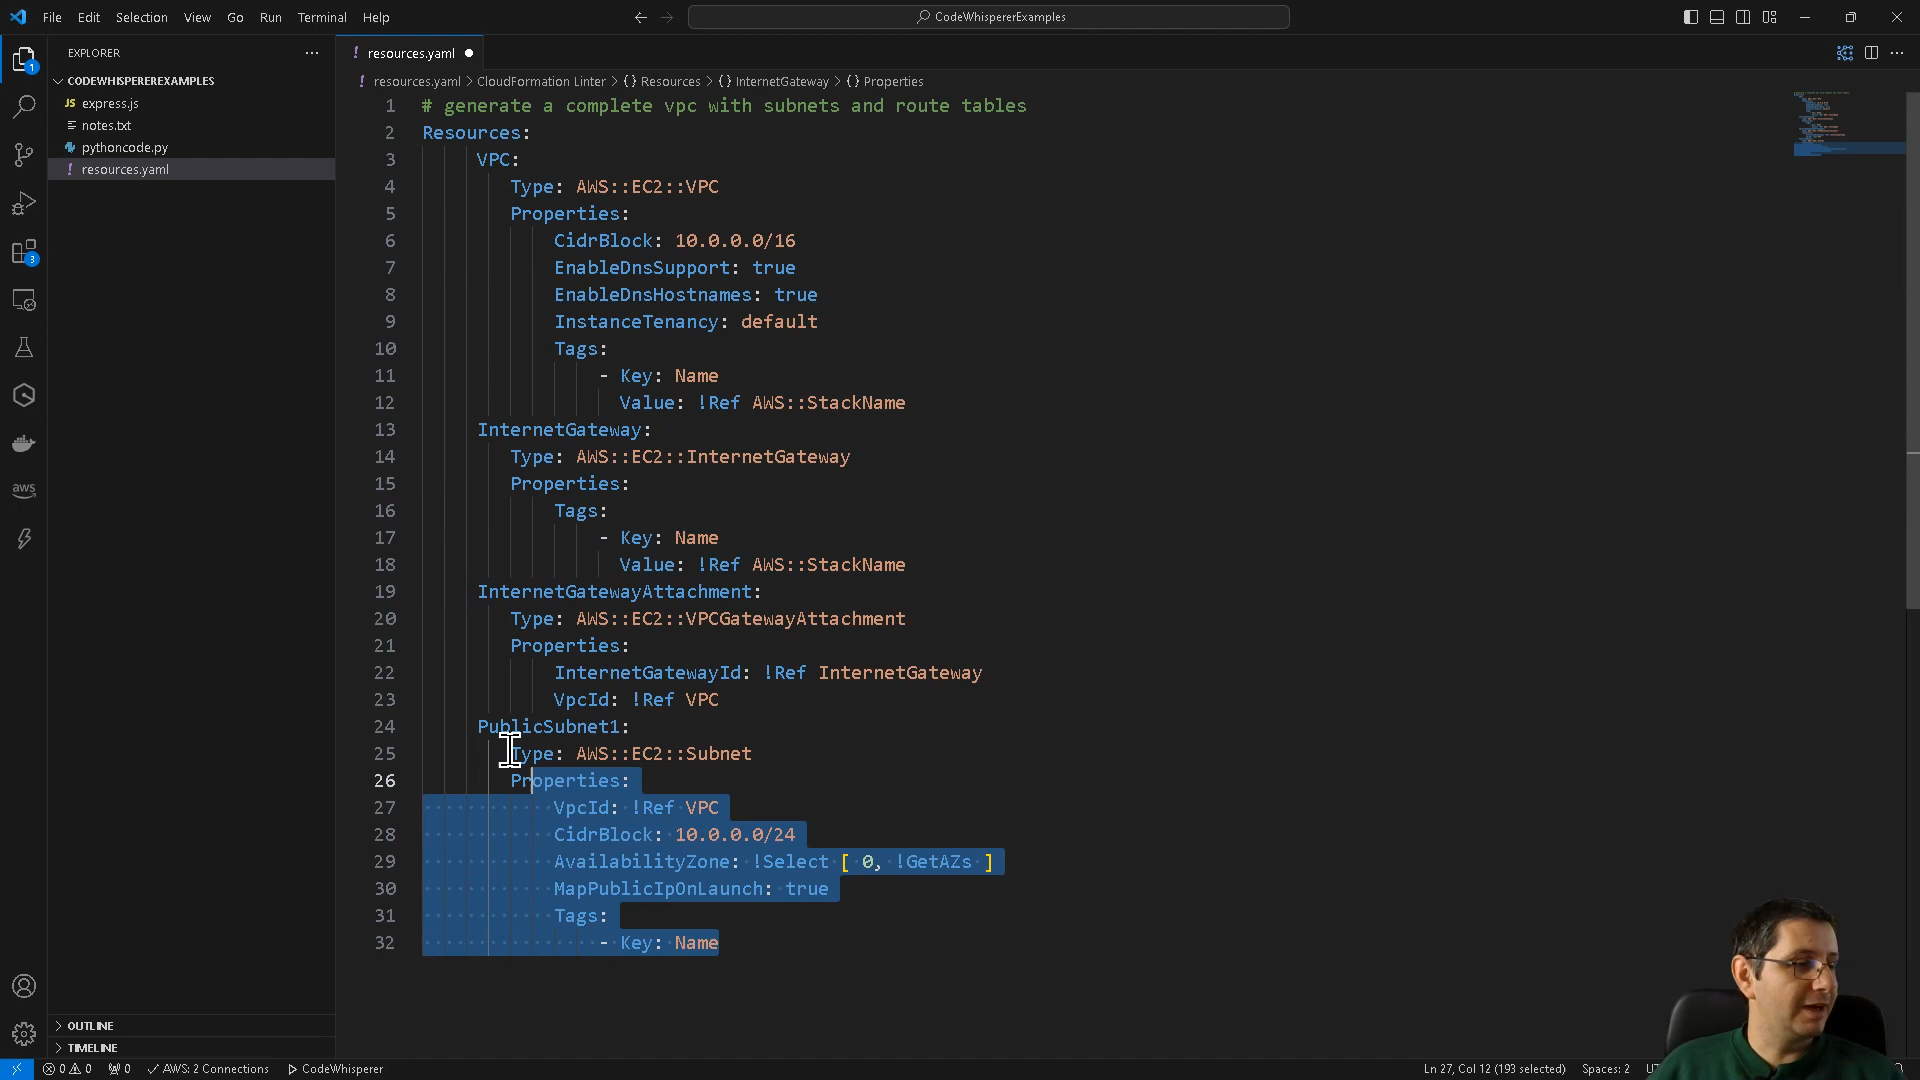 File Edit Selection View Go Run Terminal Help
CodeWhispererExamples
EXPLORER
resources.yaml
CODEWHISPEREREXAMPLES
JS express.js
notes.txt
pythoncode.py
! resources.yaml
! resources.yaml > CloudFormation Linter > {} Resources > {} InternetGateway > {} Properties
1 # generate a complete vpc with subnets and route tables
2 Resources:
3 VPC:
4 Type: AWS::EC2::VPC
5 Properties:
6 CidrBlock: 10.0.0.0/16
7 EnableDnsSupport: true
8 EnableDnsHostnames: true
9 InstanceTenancy: default
10 Tags:
11 - Key: Name
12 Value: !Ref AWS::StackName
13 InternetGateway:
14 Type: AWS::EC2::InternetGateway
15 Properties:
16 Tags:
17 - Key: Name
18 Value: !Ref AWS::StackName
19 InternetGatewayAttachment:
20 Type: AWS::EC2::VPCGatewayAttachment
21 Properties:
22 InternetGatewayId: !Ref InternetGateway
23 VpcId: !Ref VPC
24 PublicSubnet1:
25 Type: AWS::EC2::Subnet
26 Properties:
27 VpcId: !Ref VPC
28 CidrBlock: 10.0.0.0/24
29 AvailabilityZone: !Select [ 0, !GetAZs ]
30 MapPublicIpOnLaunch: true
31 Tags:
32 - Key: Name
1
3
aws
OUTLINE
TIMELINE
0 0 0 AWS: 2 Connections CodeWhisperer
Ln 27, Col 12 (193 selected) Spaces: 2